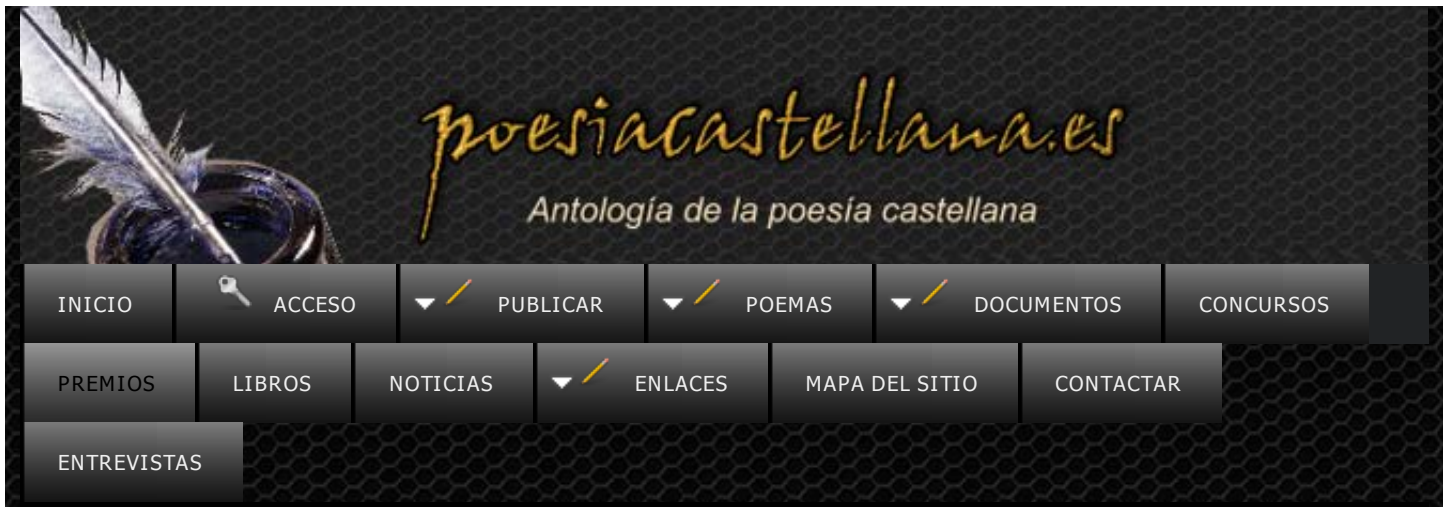 poesiacastellana.es
Antología de la poesía castellana
INICIO ACCESO PUBLICAR POEMAS DOCUMENTOS CONCURSOS
PREMIOS LIBROS NOTICIAS ENLACES MAPA DEL SITIO CONTACTAR
ENTREVISTAS